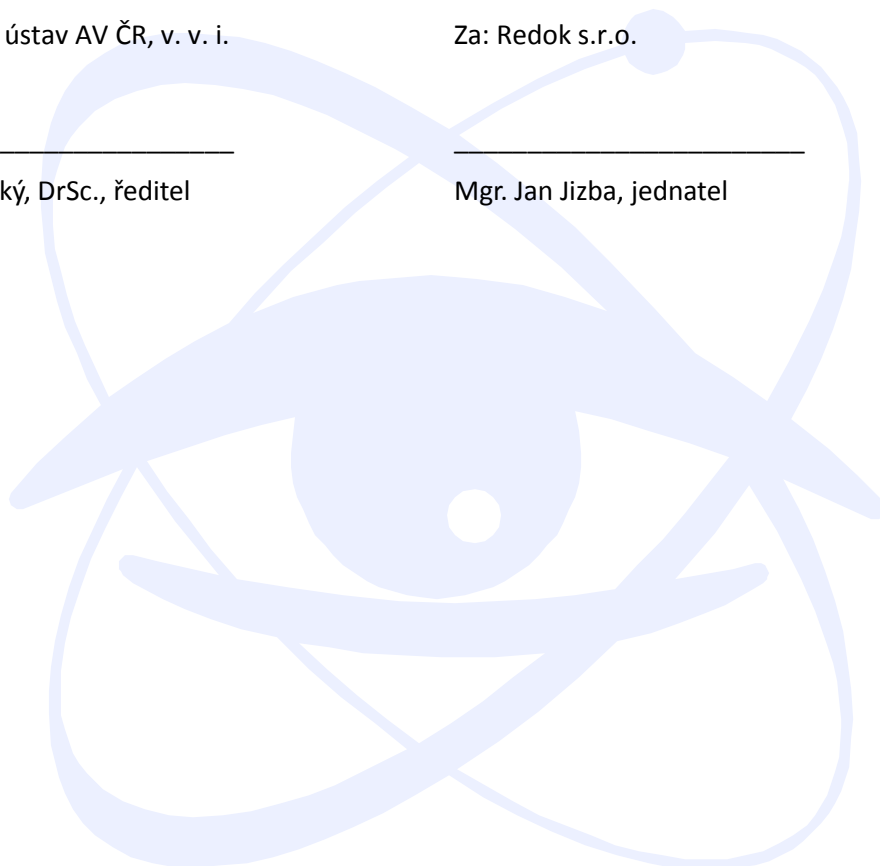 ústav AV ČR, v. v. i. Za: Redok s.r.o.
ký, DrSc., ředitel Mgr. Jan Jizba, jednatel